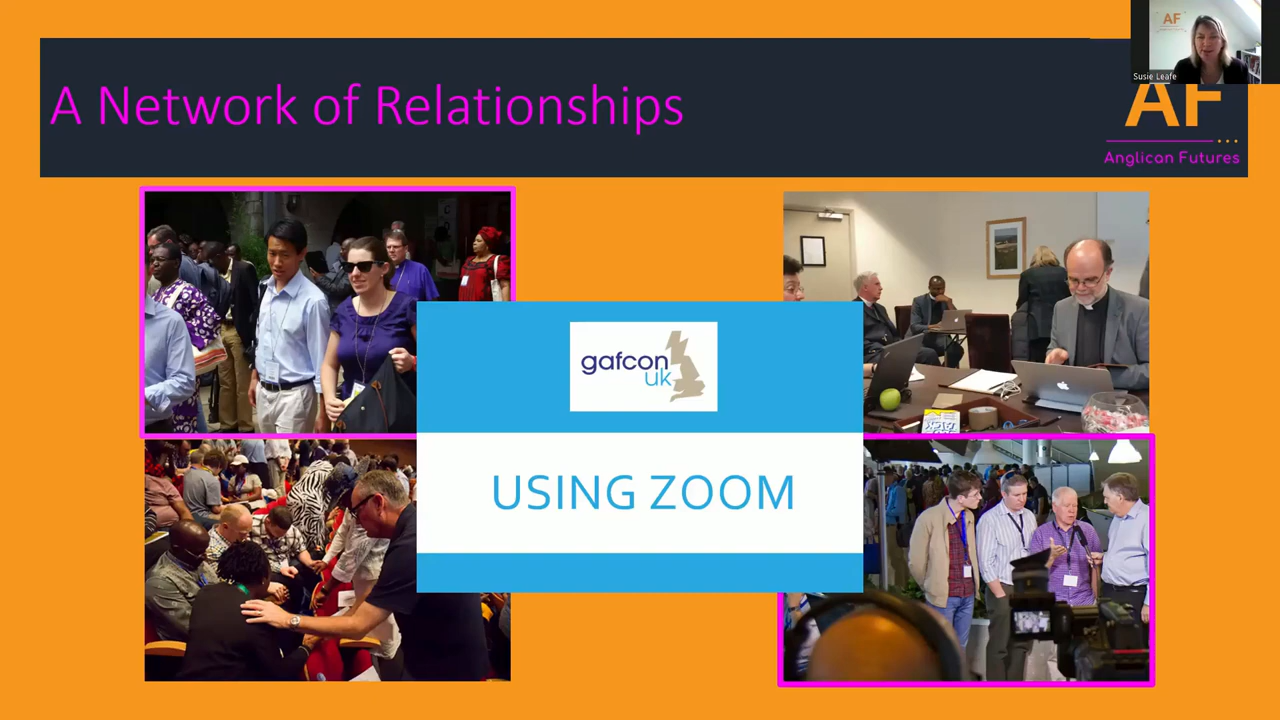 A Network of Relationships
AF
Susie Leafe
AF
Anglican Futures
gafcon
uk
USING ZOOM